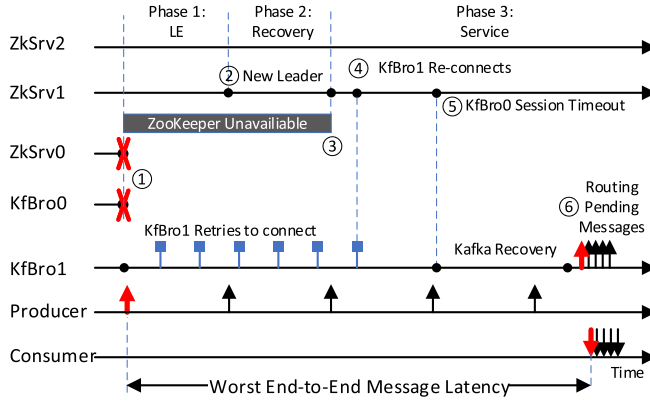 Phase 1:
LE
Phase 2:
Recovery
Phase 3:
Service
ZkSrv2
④ KfBro1 Re-connects
② New Leader
ZkSrv1
⑤ KfBro0 Session Timeout
ZooKeeper Unavailiable
③
ZkSrv0
①
KfBro0
⑥ Routing
Pending
Messages
KfBro1 Retries to connect
Kafka Recovery
KfBro1
Producer
Consumer
Time
Worst End-to-End Message Latency